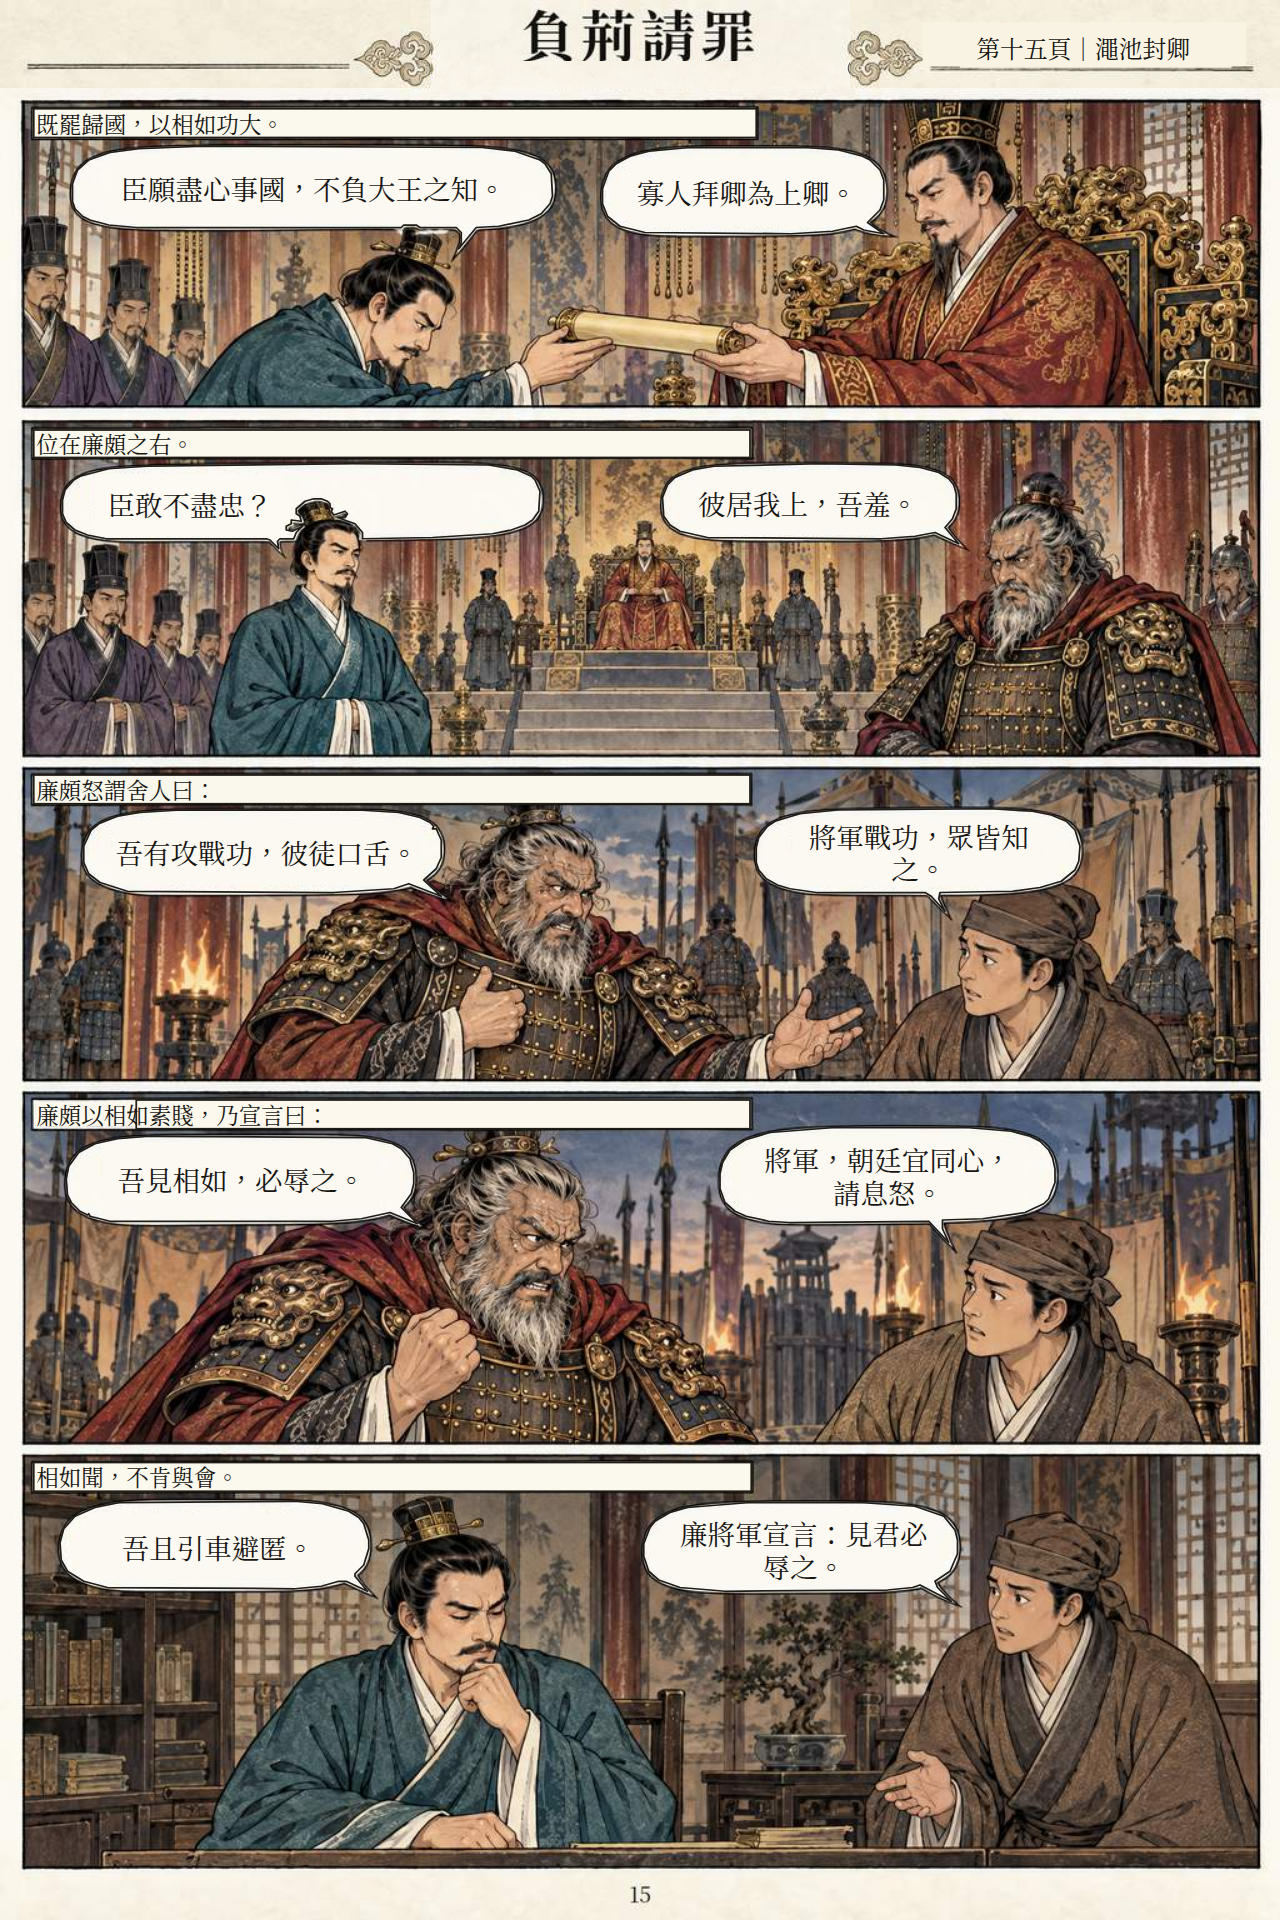 負荊請罪
第十五頁｜澠池封卿
既罷歸國，以相如功大。
臣願盡心事國，不負大王之知。
寡人拜卿為上卿。
位在廉頗之右。
臣敢不盡忠？
彼居我上，吾羞。
廉頗怒謂舍人曰：
吾有攻戰功，彼徒口舌。
將軍戰功，眾皆知
之。
廉頗以相如素賤，乃宣言曰：
吾見相如，必辱之。
將軍，朝廷宜同心，
請息怒。
相如聞，不肯與會。
吾且引車避匿。
廉將軍宣言：見君必
辱之。
15